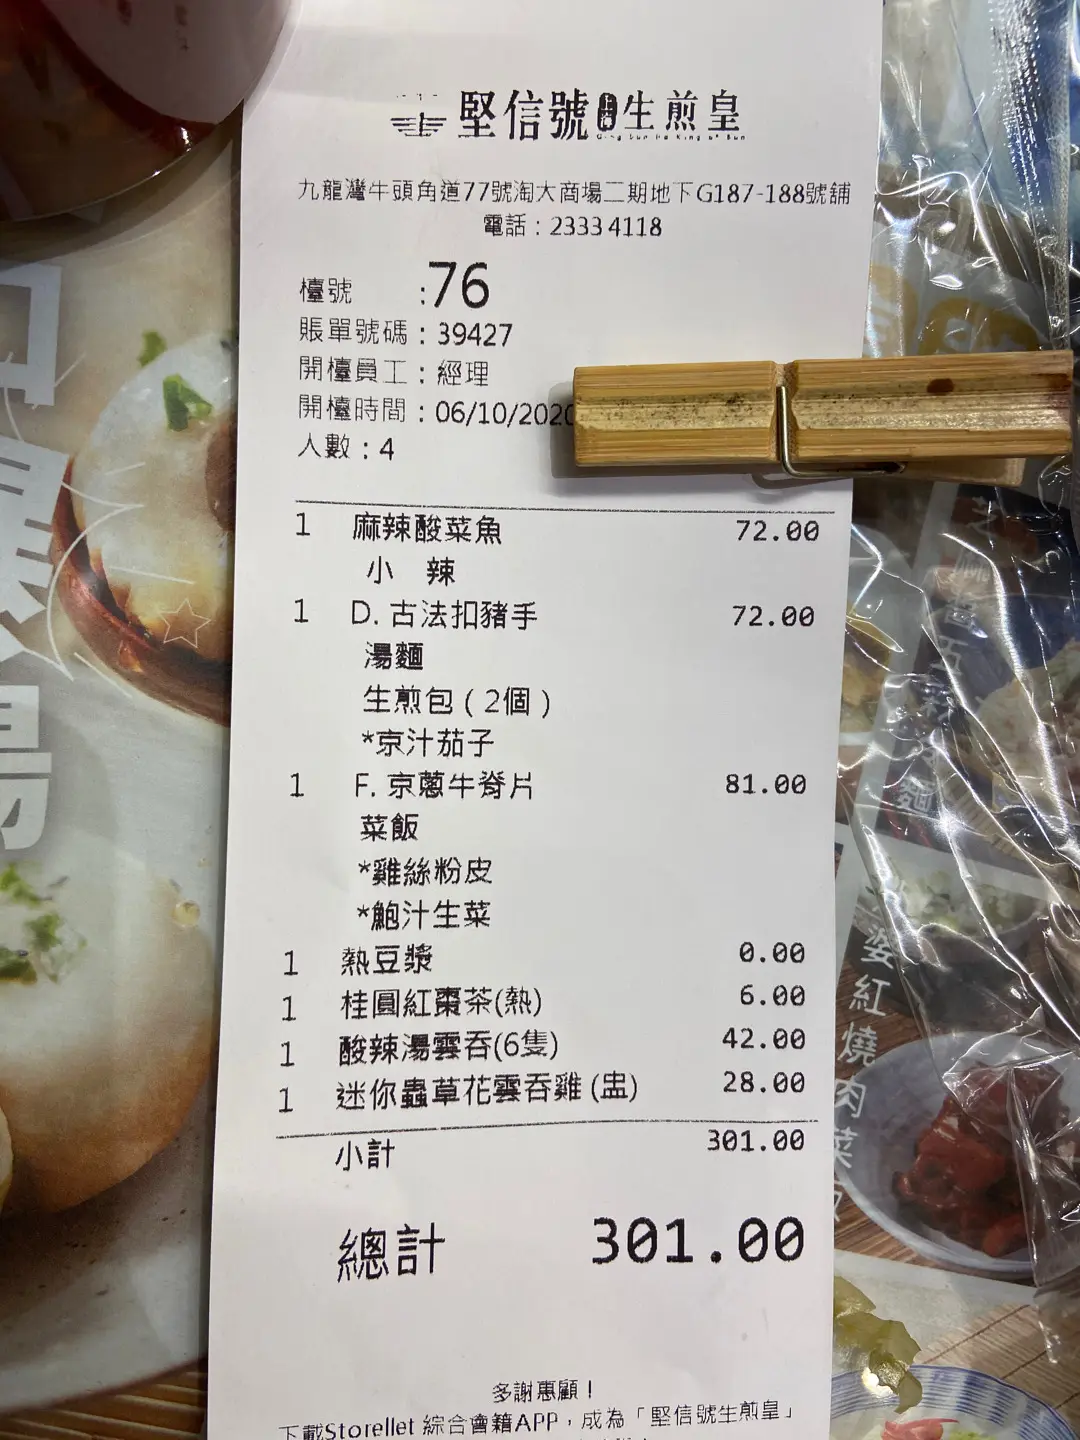 堅信號上海生煎皇
九龍灣牛頭角道77號淘大商場二期地下G187-188號舖
電話：2333 4118
檯號 :76
賬單號碼：39427
開檯員工：經理
開檯時間：06/10/2020
人數：4
1 麻辣酸菜魚 72.00
小 辣
1 D. 古法扣豬手 72.00
湯麵
生煎包（2個）
*京汁茄子
1 F. 京蔥牛脊片 81.00
菜飯
*雞絲粉皮
*鮑汁生菜
1 熱豆漿 0.00
1 桂圓紅棗茶(熱) 6.00
1 酸辣湯雲吞(6隻) 42.00
1 迷你蟲草花雲吞雞 (盅) 28.00
小計 301.00
總計 301.00
多謝惠顧！
下載Storellet 綜合會籍APP，成為「堅信號生煎皇」
婆紅燒肉菜